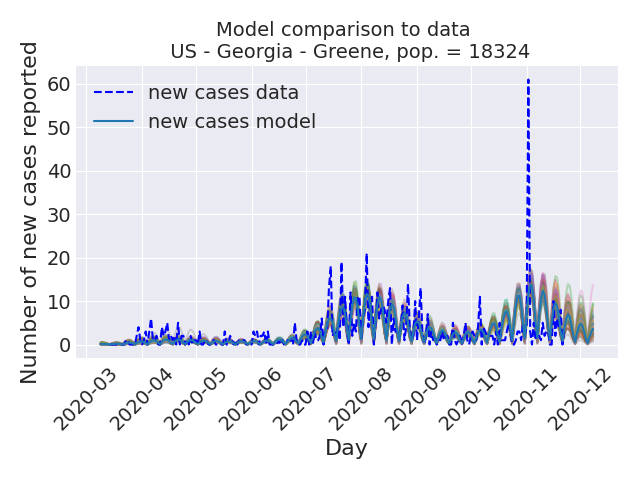 Model comparison to data
US - Georgia - Greene, pop. = 18324
Number of new cases reported
60
50
40
30
20
10
0
new cases data
new cases model
2020-03
2020-04
2020-05
2020-06
2020-07
2020-08
2020-09
2020-10
2020-11
2020-12
Day